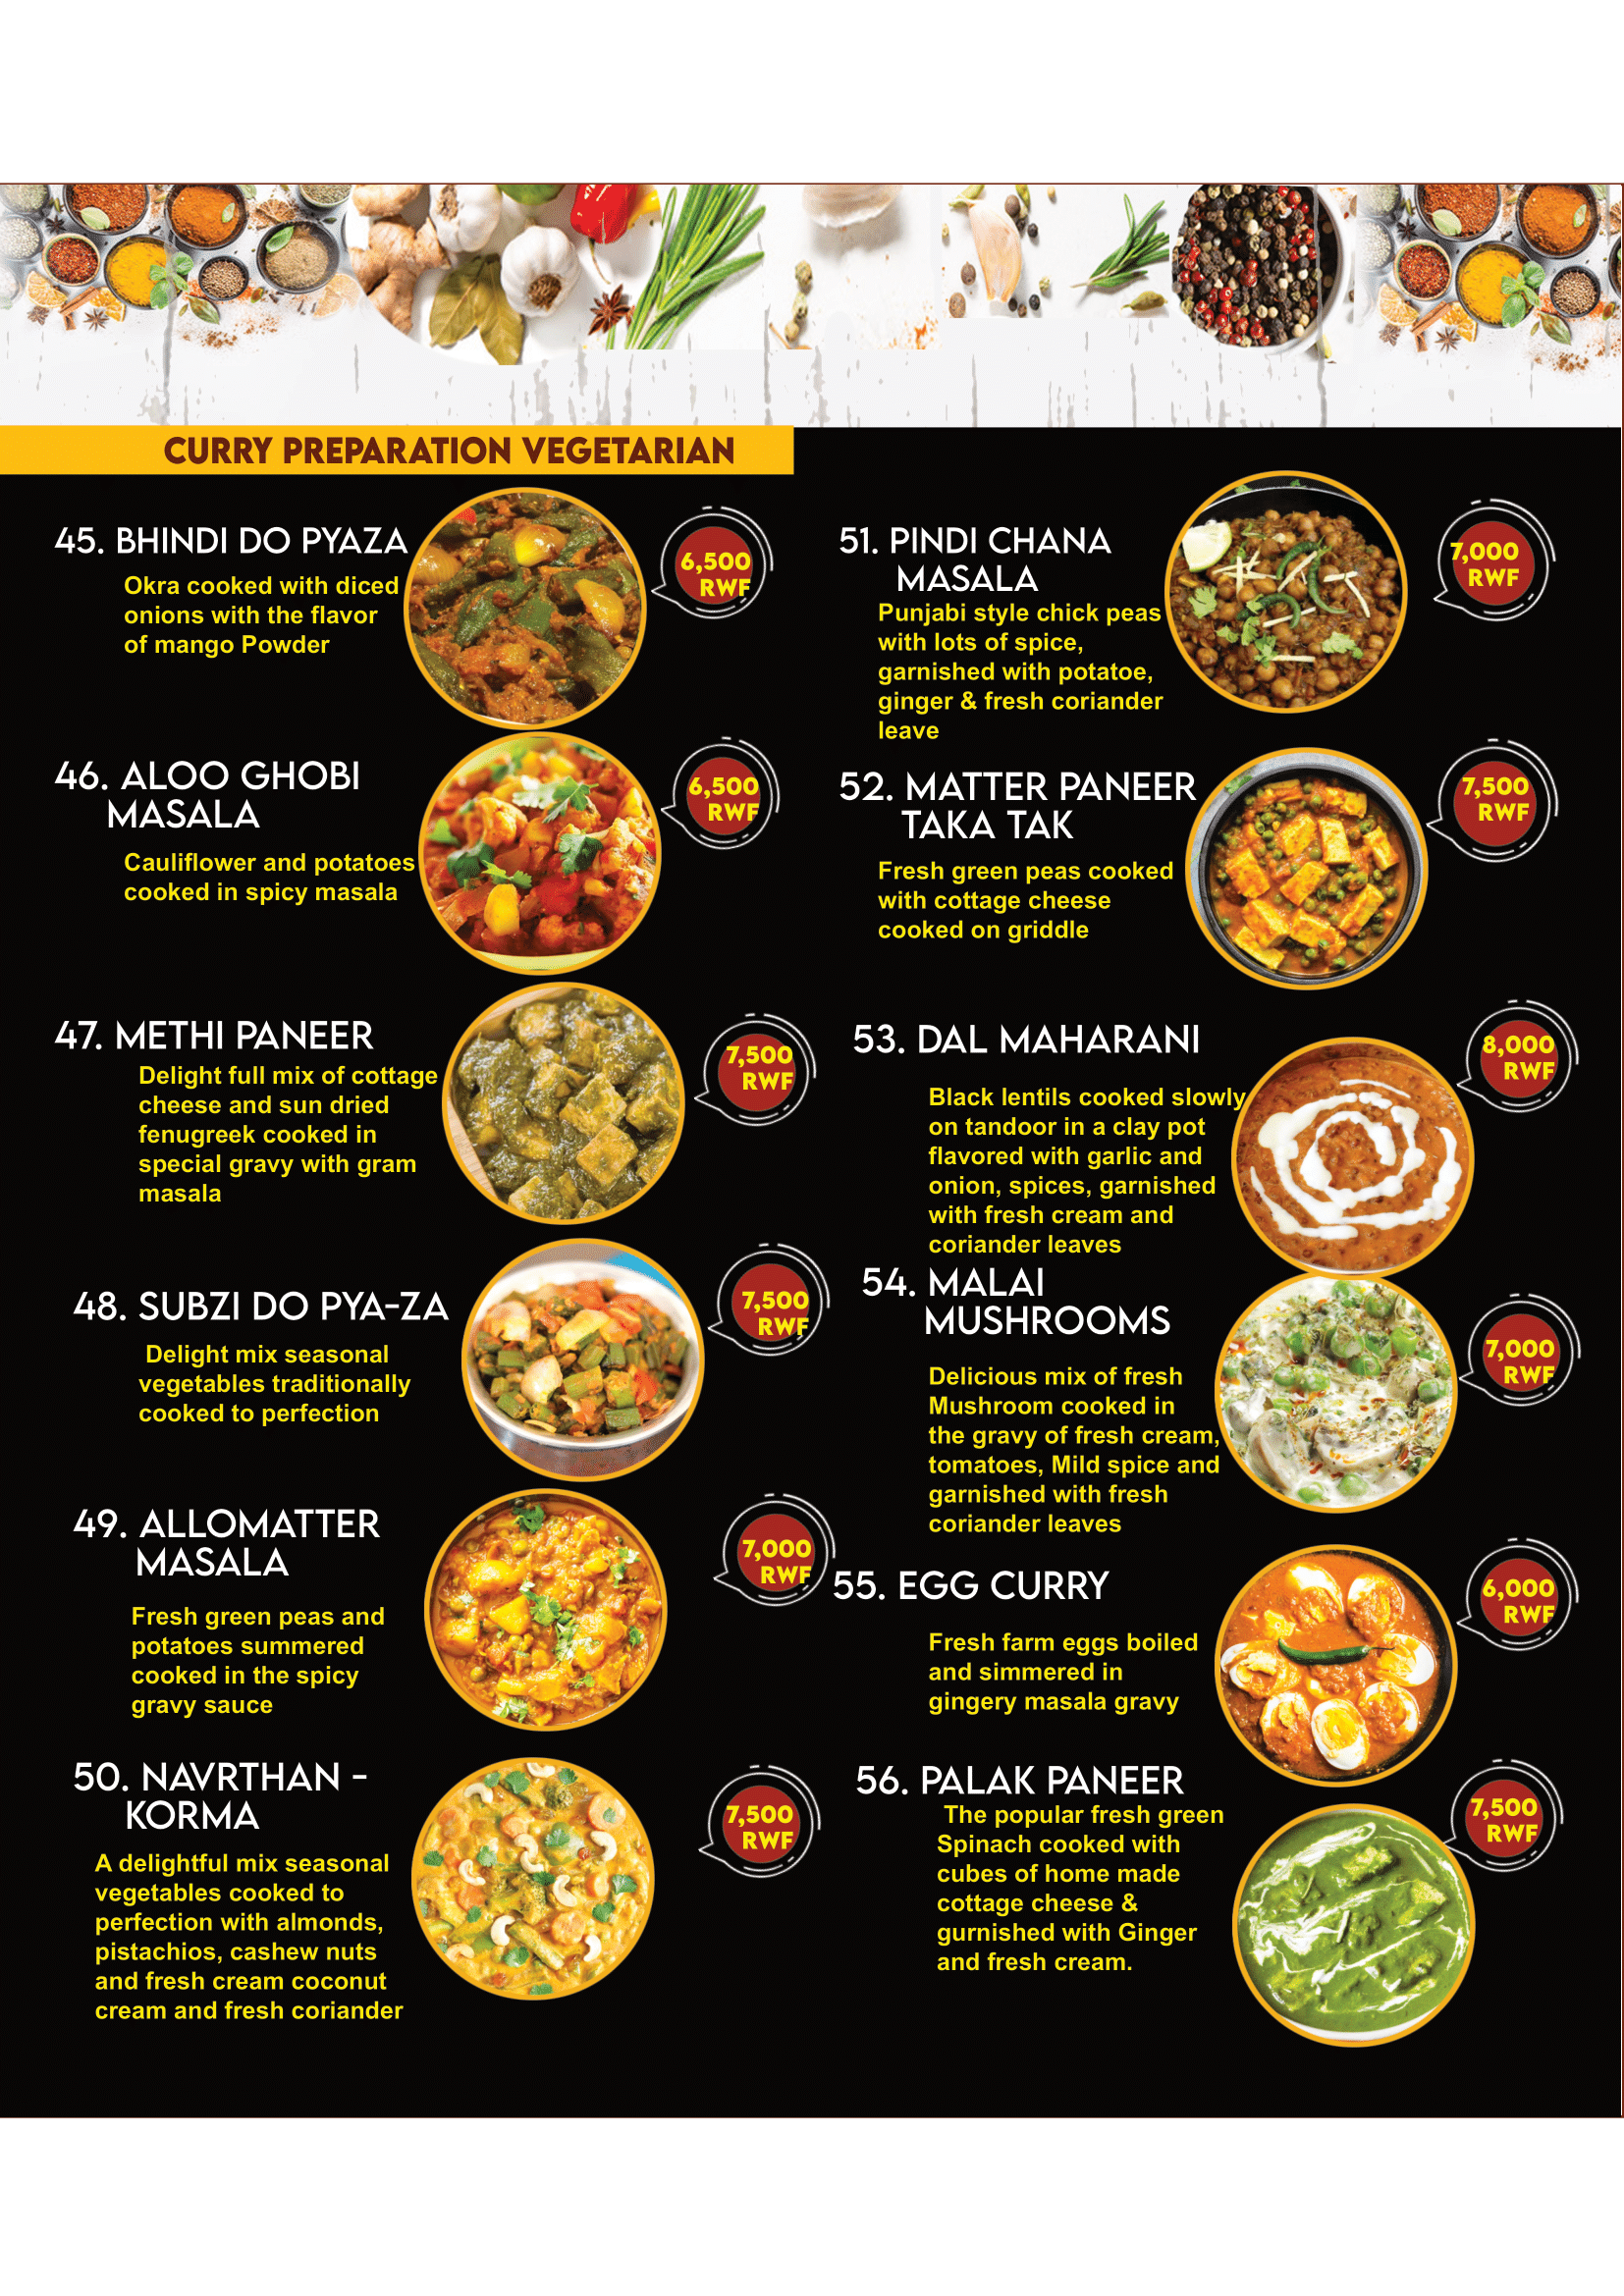 CURRY PREPARATION VEGETARIAN
45. BHINDI DO PYAZA
Okra cooked with diced
onions with the flavor
of mango Powder
6,500
RWF
46. ALOO GHOBI
MASALA
Cauliflower and potatoes
cooked in spicy masala
6,500
RWF
47. METHI PANEER
Delight full mix of cottage
cheese and sun dried
fenugreek cooked in
special gravy with gram
masala
7,500
RWF
48. SUBZI DO PYA-ZA
Delight mix seasonal
vegetables traditionally
cooked to perfection
7,500
RWF
49. ALLOMATTER
MASALA
Fresh green peas and
potatoes summered
cooked in the spicy
gravy sauce
7,000
RWF
50. NAVRTHAN -
KORMA
A delightful mix seasonal
vegetables cooked to
perfection with almonds,
pistachios, cashew nuts
and fresh cream coconut
cream and fresh coriander
7,500
RWF
51. PINDI CHANA
MASALA
Punjabi style chick peas
with lots of spice,
garnished with potatoe,
ginger & fresh coriander
leave
7,000
RWF
52. MATTER PANEER
TAKA TAK
Fresh green peas cooked
with cottage cheese
cooked on griddle
7,500
RWF
53. DAL MAHARANI
Black lentils cooked slowly
on tandoor in a clay pot
flavored with garlic and
onion, spices, garnished
with fresh cream and
coriander leaves
8,000
RWF
54. MALAI
MUSHROOMS
Delicious mix of fresh
Mushroom cooked in
the gravy of fresh cream,
tomatoes, Mild spice and
garnished with fresh
coriander leaves
7,000
RWF
55. EGG CURRY
Fresh farm eggs boiled
and simmered in
gingery masala gravy
6,000
RWF
56. PALAK PANEER
The popular fresh green
Spinach cooked with
cubes of home made
cottage cheese &
gurnished with Ginger
and fresh cream.
7,500
RWF